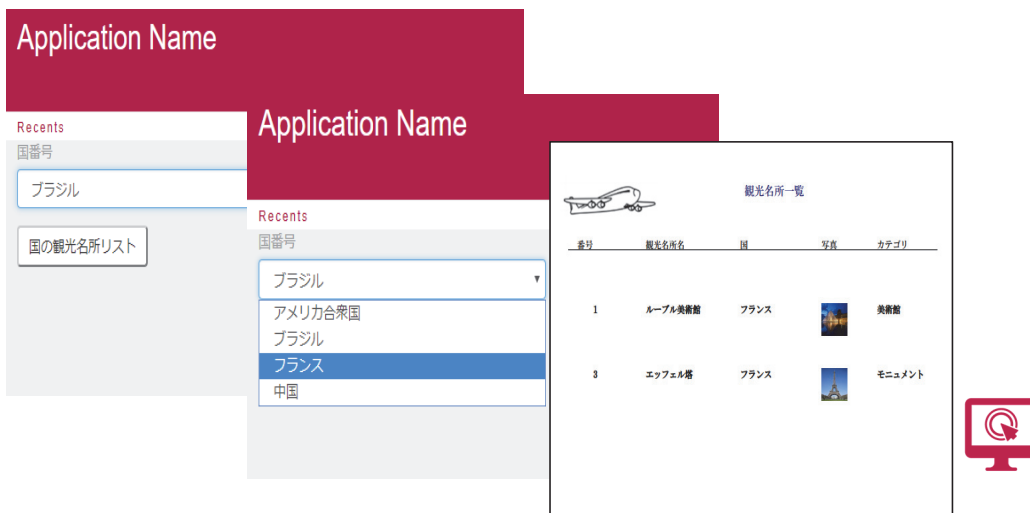 Application Name
Recents
国番号
ブラジル
国の観光名所リスト
Application Name
Recents
国番号
ブラジル
アメリカ合衆国
ブラジル
フランス
中国
観光名所一覧
番号 観光名所名 国 写真 カテゴリ
1 ルーブル美術館 フランス 美術館
3 エッフェル塔 フランス モニュメント